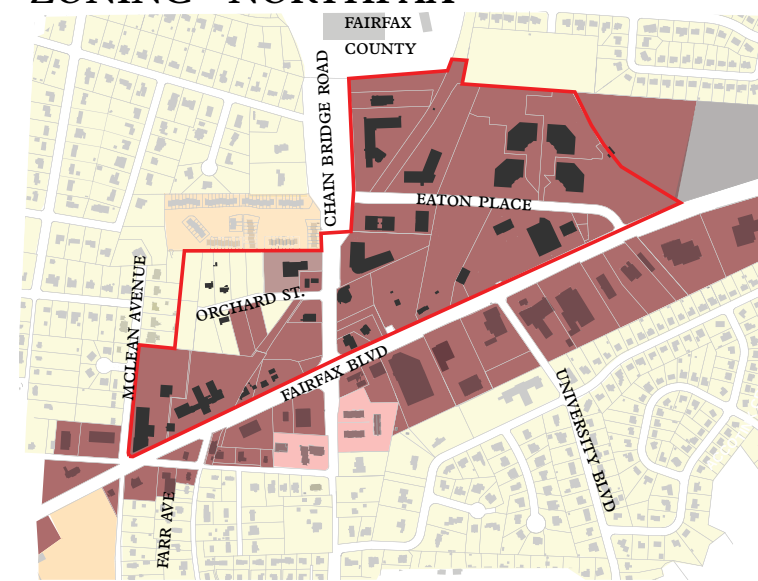 ZONING - NORTHFAX
FAIRFAX
COUNTY
CHAIN BRIDGE ROAD
EATON PLACE
MCLEAN AVENUE
ORCHARD ST.
FAIRFAX BLVD
UNIVERSITY BLVD
FARR AVE